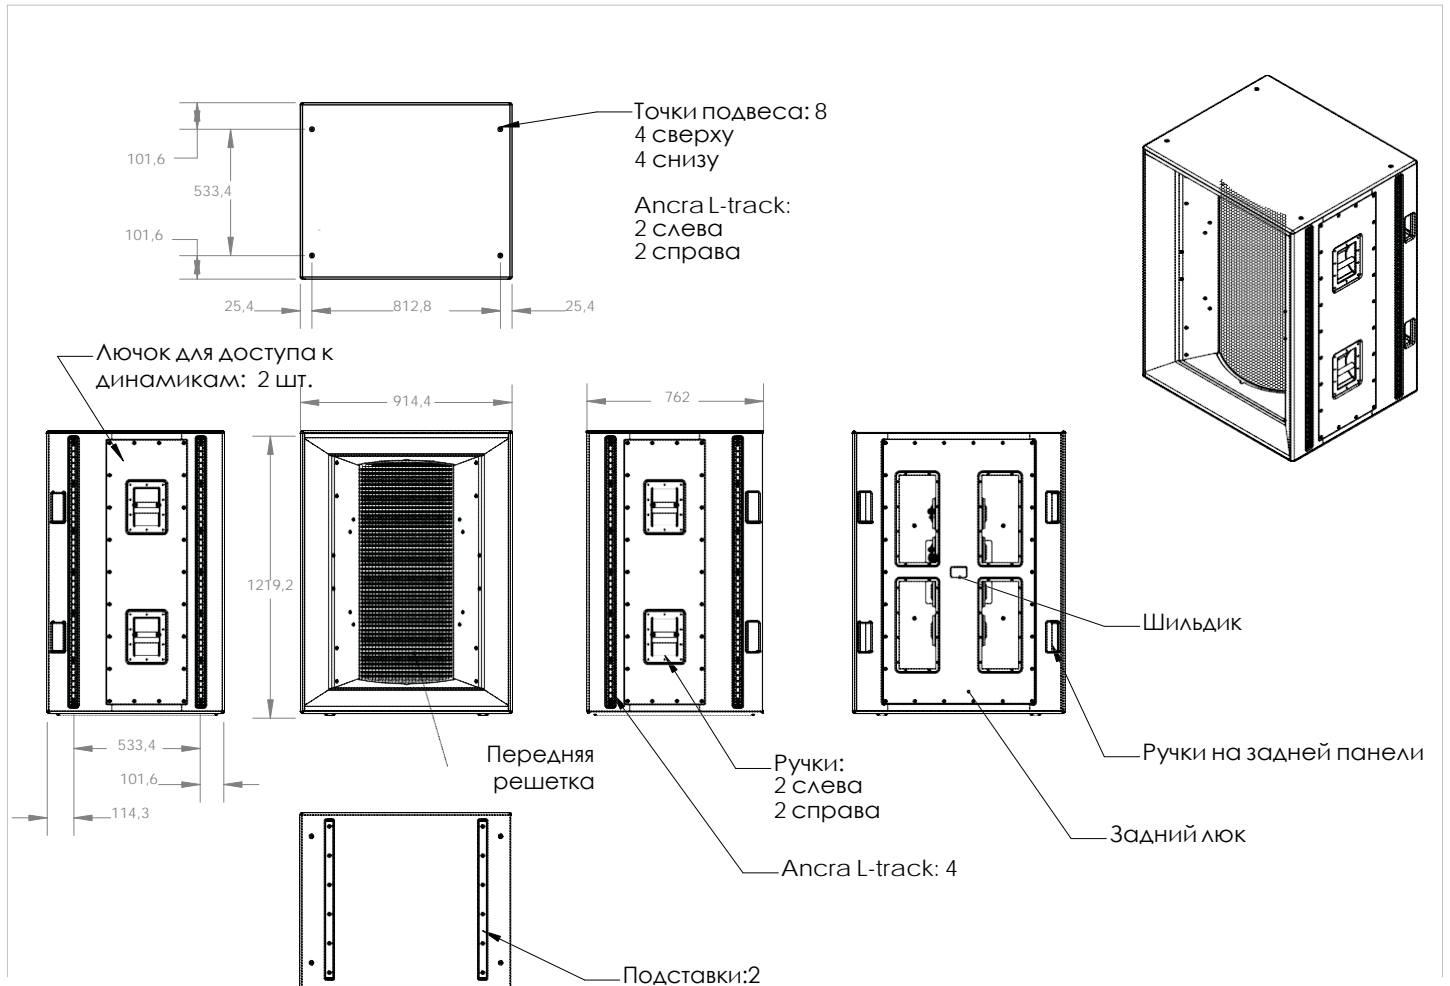 Точки подвеса: 8
4 сверху
4 снизу
Ancra L-track:
2 слева
2 справа
101,6
533,4
101,6
25,4
812,8
25,4
Лючок для доступа к
динамикам: 2 шт.
914,4
762
1219,2
Шильдик
533,4
101,6
114,3
Передняя
решетка
Ручки:
2 слева
2 справа
Ручки на задней панели
Задний люк
Ancra L-track: 4
Подставки:2